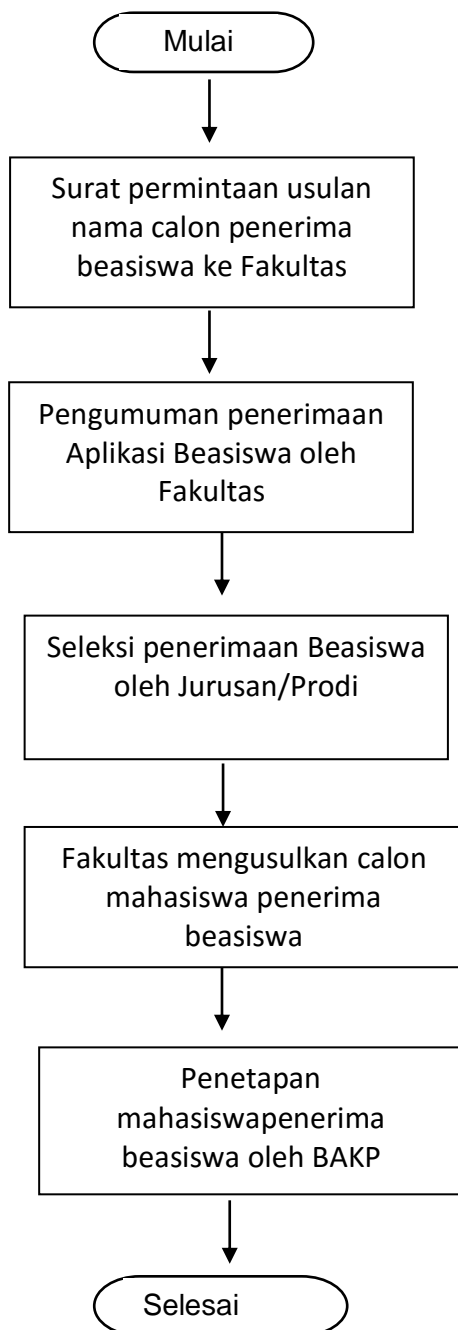 Mulai
Surat permintaan usulan
nama calon penerima
beasiswa ke Fakultas
Pengumuman penerimaan
Aplikasi Beasiswa oleh
Fakultas
Seleksi penerimaan Beasiswa
oleh Jurusan/Prodi
Fakultas mengusulkan calon
mahasiswa penerima
beasiswa
Penetapan
mahasiswapenerima
beasiswa oleh BAKP
Selesai